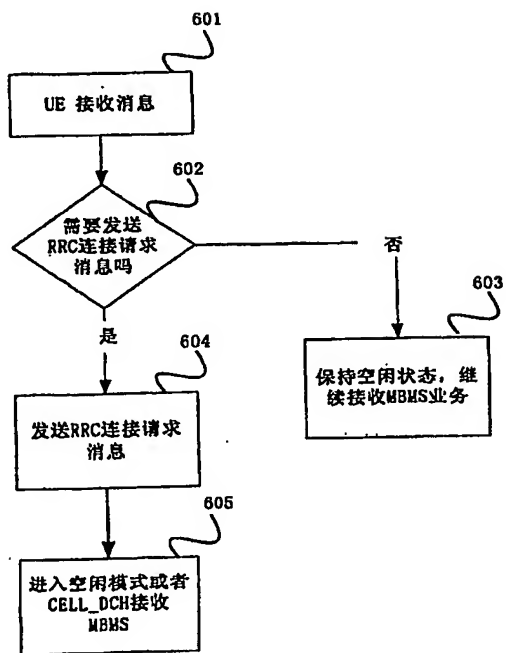 601
UE 接收消息
602
需要发送
RRC连接请求
消息吗
否
603
是
604
保持空闲状态，继
续接收MBMS业务
发送RRC连接请求
消息
605
进入空闲模式或者
CELL_DCH接收
MBMS